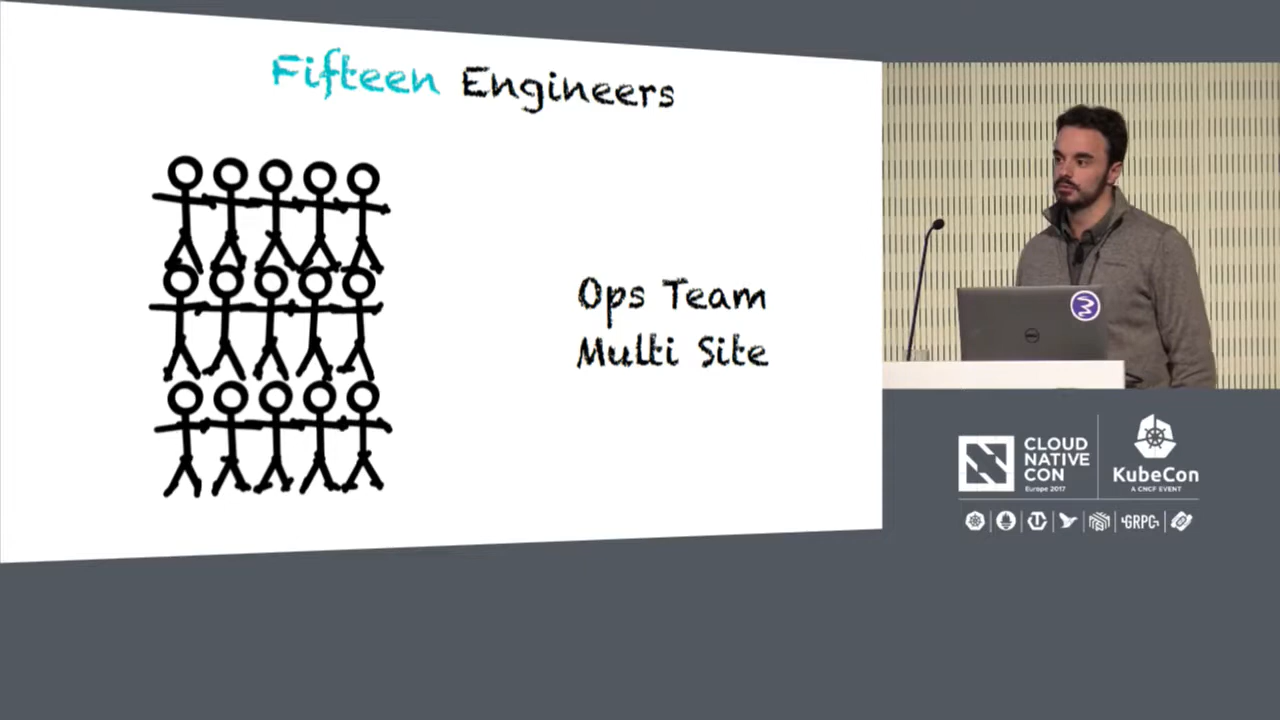 Fifteen Engineers
Ops Team
Multi Site
CLOUD
NATIVE
CON
Europe 2017
KubeCon
A CNCF EVENT
GRPC